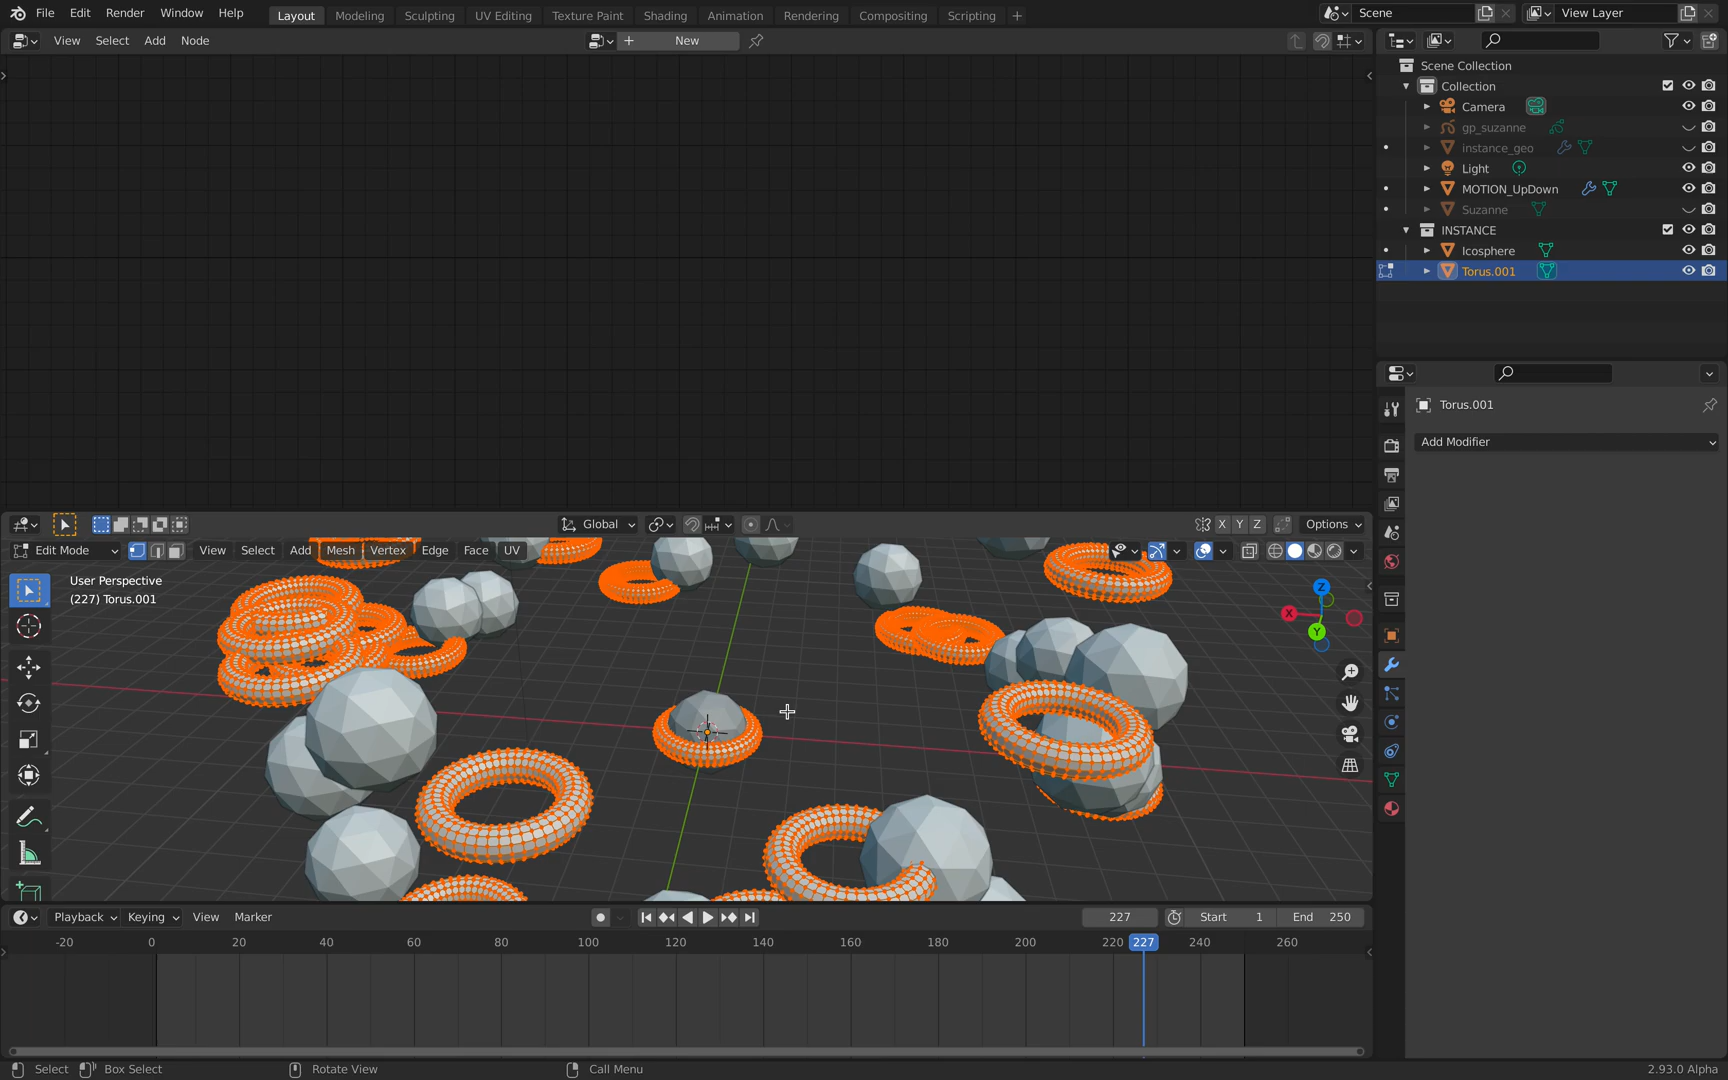 File Edit Render Window Help Layout Modeling Sculpting UV Editing Texture Paint Shading Animation Rendering Compositing Scripting + Scene View Layer
View Select Add Node + New
Scene Collection
Collection
Camera
gp_suzanne
instance_geo
Light
MOTION_UpDown
Suzanne
INSTANCE
Icosphere
Torus.001
Torus.001
Add Modifier
Global X Y Z Options
Edit Mode View Select Add Mesh Vertex Edge Face UV
User Perspective
(227) Torus.001
Z
X
Y
Playback Keying View Marker 227 Start 1 End 250
-20 0 20 40 60 80 100 120 140 160 180 200 220 227 240 260
Select Box Select Rotate View Call Menu 2.93.0 Alpha